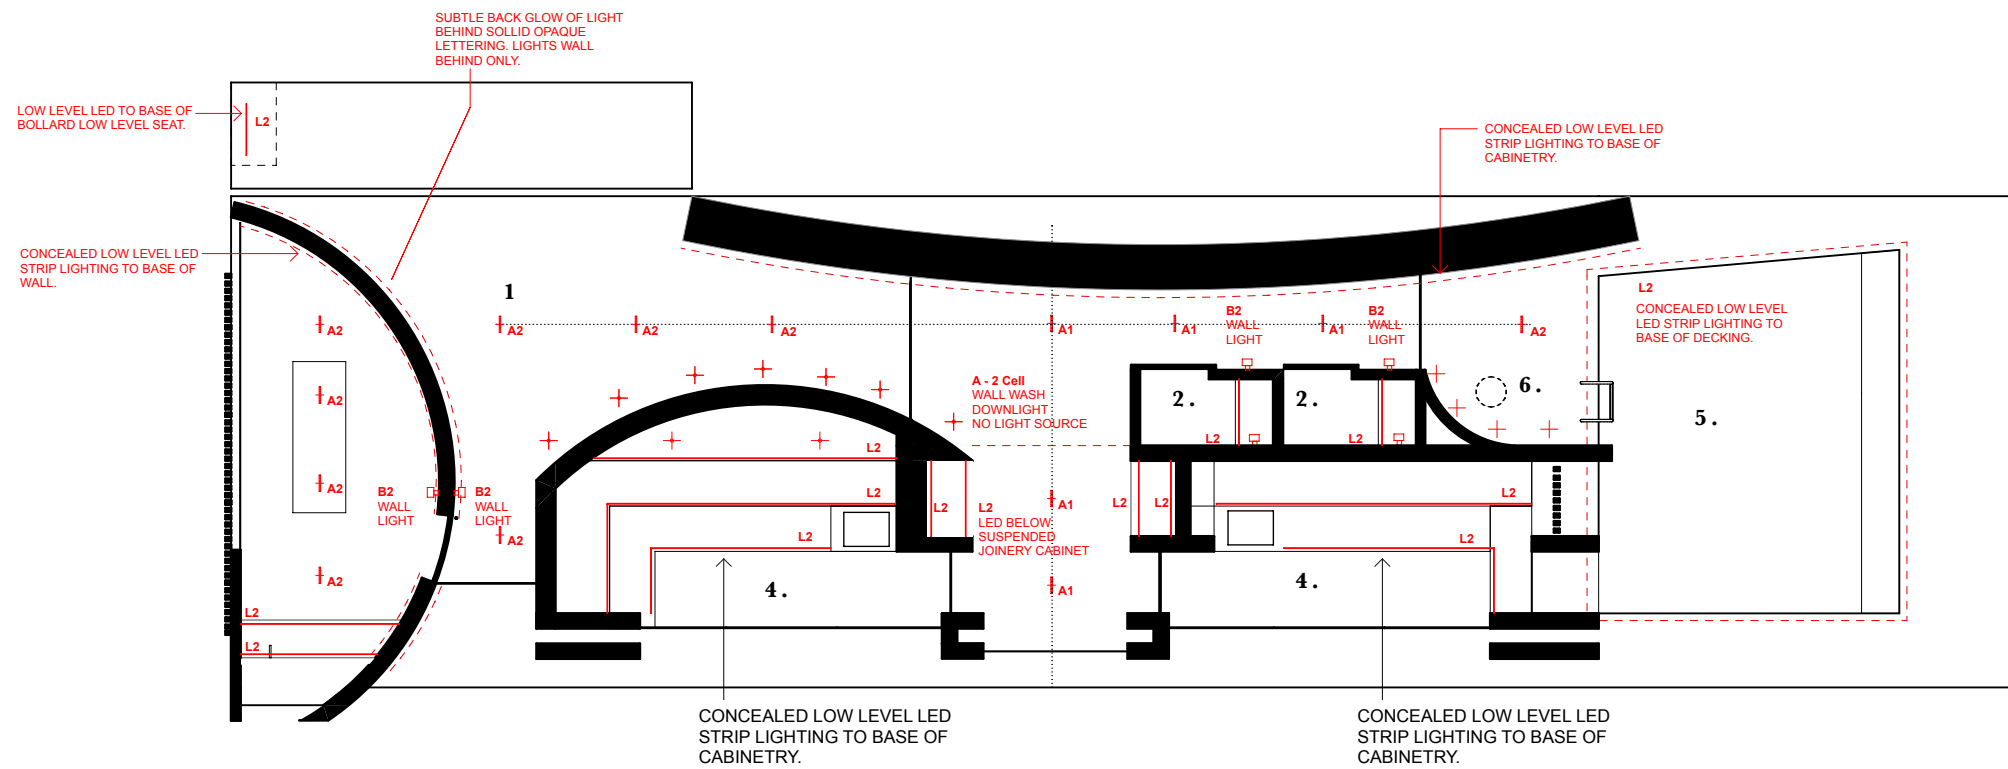 SUBTLE BACK GLOW OF LIGHT
BEHIND SOLLID OPAQUE
LETTERING. LIGHTS WALL
BEHIND ONLY.
LOW LEVEL LED TO BASE OF
BOLLARD LOW LEVEL SEAT.
L2
CONCEALED LOW LEVEL LED
STRIP LIGHTING TO BASE OF
CABINETRY.
CONCEALED LOW LEVEL LED
STRIP LIGHTING TO BASE OF
WALL.
1
L2
CONCEALED LOW LEVEL
LED STRIP LIGHTING TO
BASE OF DECKING.
A2
A2
A2
A2
A1
A1
B2
WALL
LIGHT
A1
B2
WALL
LIGHT
A2
A2
A - 2 Cell
WALL WASH
DOWNLIGHT
NO LIGHT SOURCE
2.
2.
6.
5.
L2
L2
L2
B2
WALL
LIGHT
B2
WALL
LIGHT
A2
A2
L2
L2
L2
L2
LED BELOW
SUSPENDED
JOINERY CABINET
A1
L2
L2
L2
L2
A2
4.
A1
4.
L2
L2
CONCEALED LOW LEVEL LED
STRIP LIGHTING TO BASE OF
CABINETRY.
CONCEALED LOW LEVEL LED
STRIP LIGHTING TO BASE OF
CABINETRY.